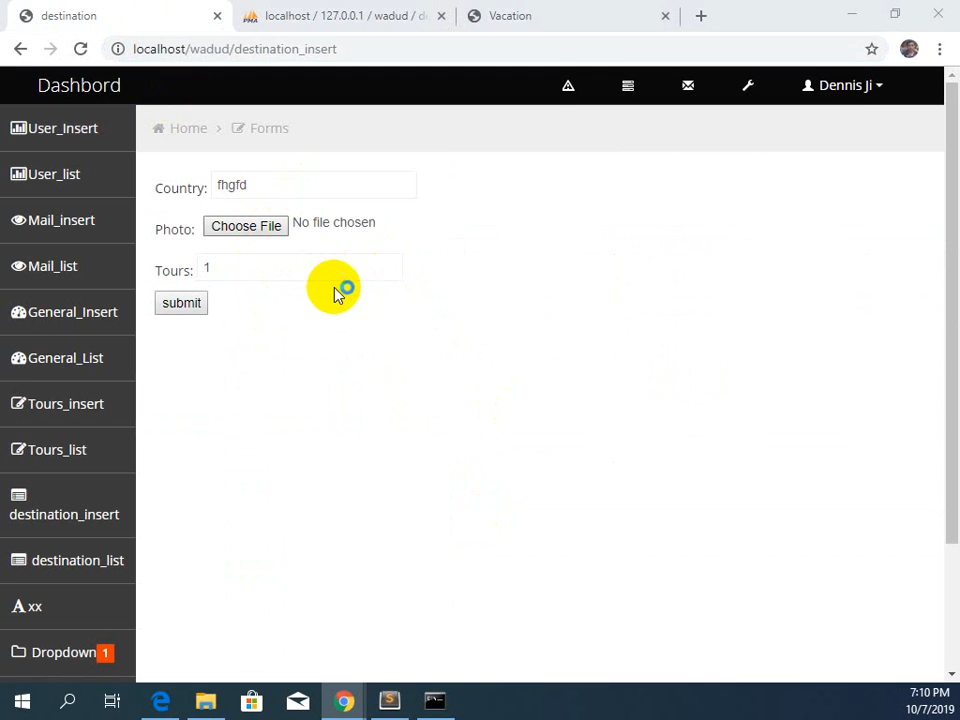 destination
localhost / 127.0.0.1 / wadud / de
Vacation
localhost/wadud/destination_insert
Dashbord
Dennis Ji
User_Insert
User_list
Mail_insert
Mail_list
General_Insert
General_List
Tours_insert
Tours_list
destination_insert
destination_list
xx
Dropdown 1
Home > Forms
Country: fhgfd
Photo: Choose File No file chosen
Tours: 1
submit
7:10 PM
10/7/2019